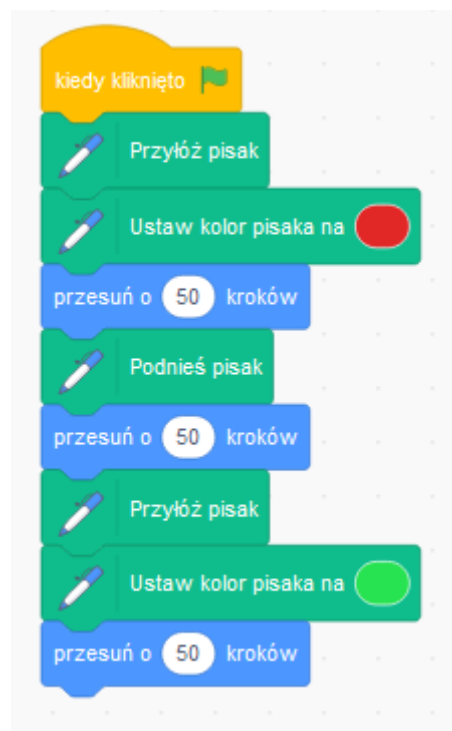 kiedy kliknięto
Przyłóż pisak
Ustaw kolor pisaka na
przesuń o 50 kroków
Podnieś pisak
przesuń o 50 kroków
Przyłóż pisak
Ustaw kolor pisaka na
przesuń o 50 kroków